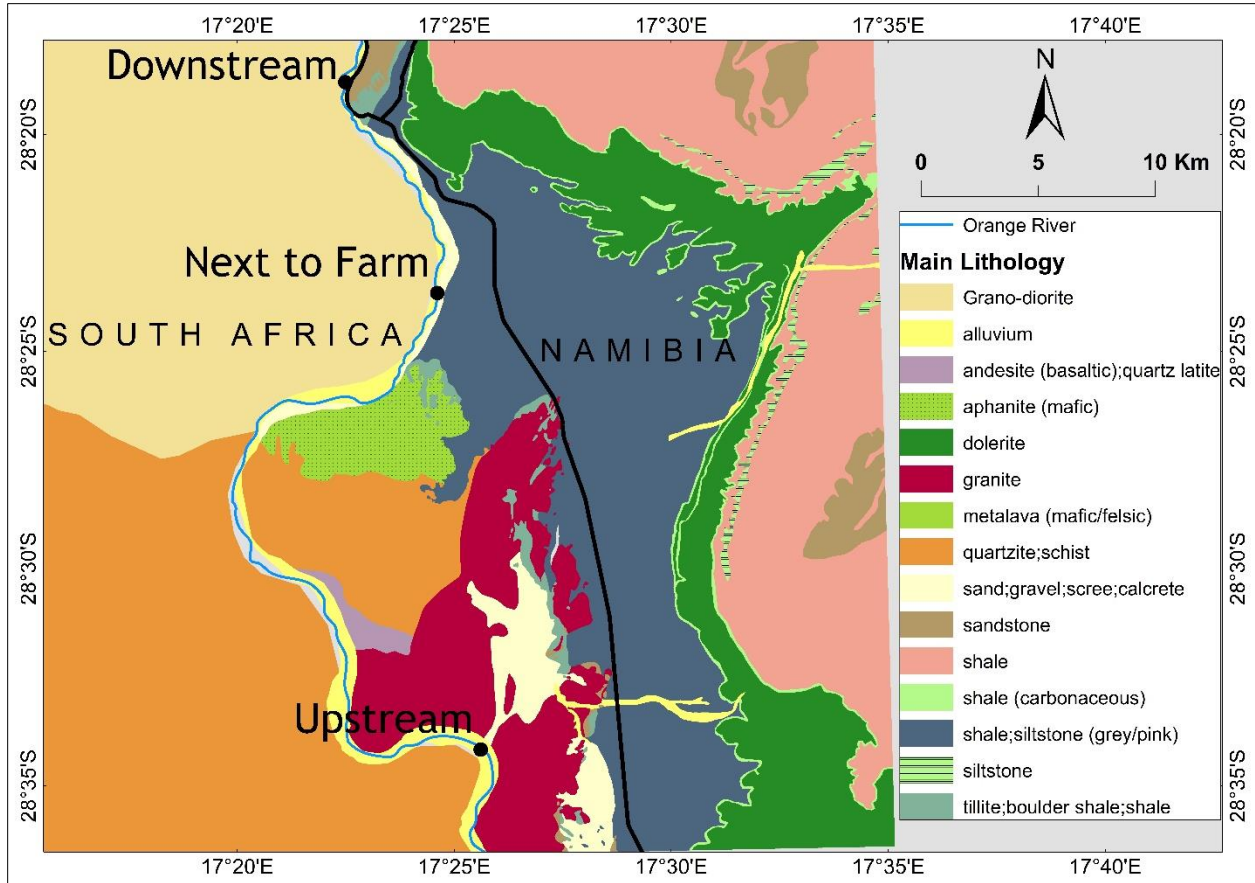 17°20'E 17°25'E 17°30'E 17°35'E 17°40'E
Downstream
N
28°20'S
28°20'S
0 5 10 Km
Next to Farm
SOUTH AFRICA
NAMIBIA
28°25'S
28°25'S
Orange River
Main Lithology
Grano-diorite
alluvium
andesite (basaltic);quartz latite
aphanite (mafic)
dolerite
granite
metalava (mafic/felsic)
quartzite;schist
sand;gravel;scree;calcrete
sandstone
shale
shale (carbonaceous)
shale;siltstone (grey/pink)
siltstone
tillite;boulder shale;shale
28°30'S
28°30'S
Upstream
28°35'S
28°35'S
17°20'E 17°25'E 17°30'E 17°35'E 17°40'E